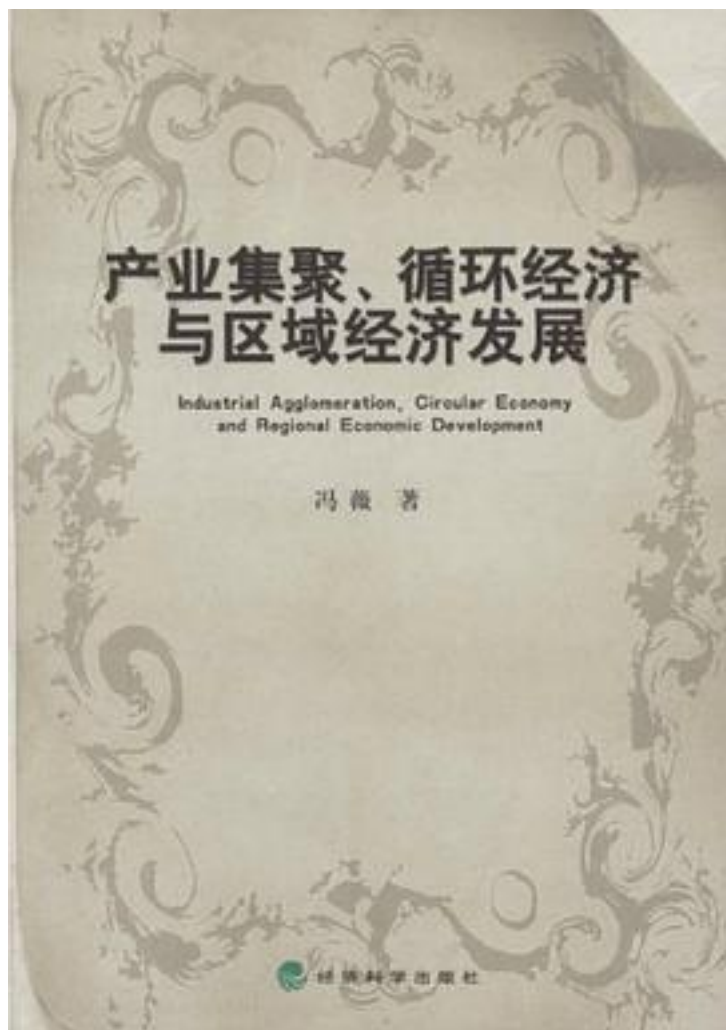 产业集聚、循环经济
与区域经济发展
Industrial Agglomeration, Circular Economy
and Regional Economic Development
冯薇 著
经济科学出版社